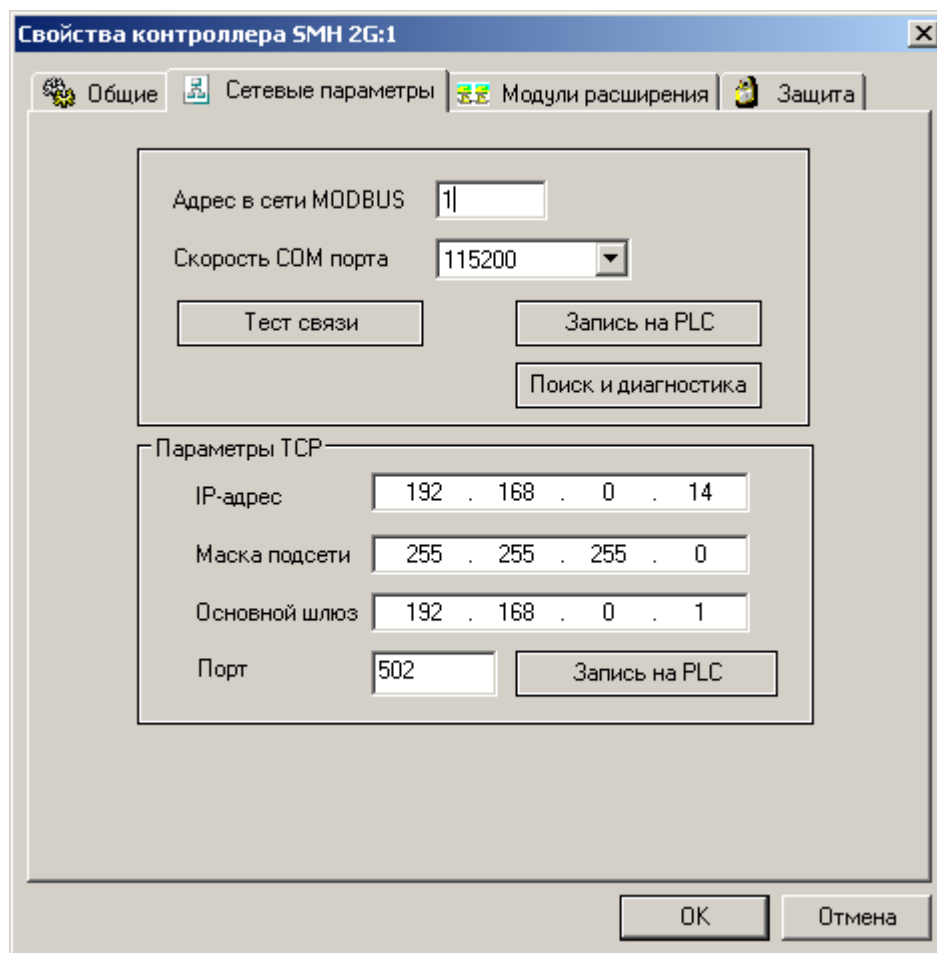 Свойства контроллера SMH 2G:1
Общие Сетевые параметры Модули расширения Защита
Адрес в сети MODBUS 1
Скорость COM порта 115200
Тест связи Запись на PLC
Поиск и диагностика
Параметры TCP
IP-адрес 192 . 168 . 0 . 14
Маска подсети 255 . 255 . 255 . 0
Основной шлюз 192 . 168 . 0 . 1
Порт 502 Запись на PLC
OK Отмена